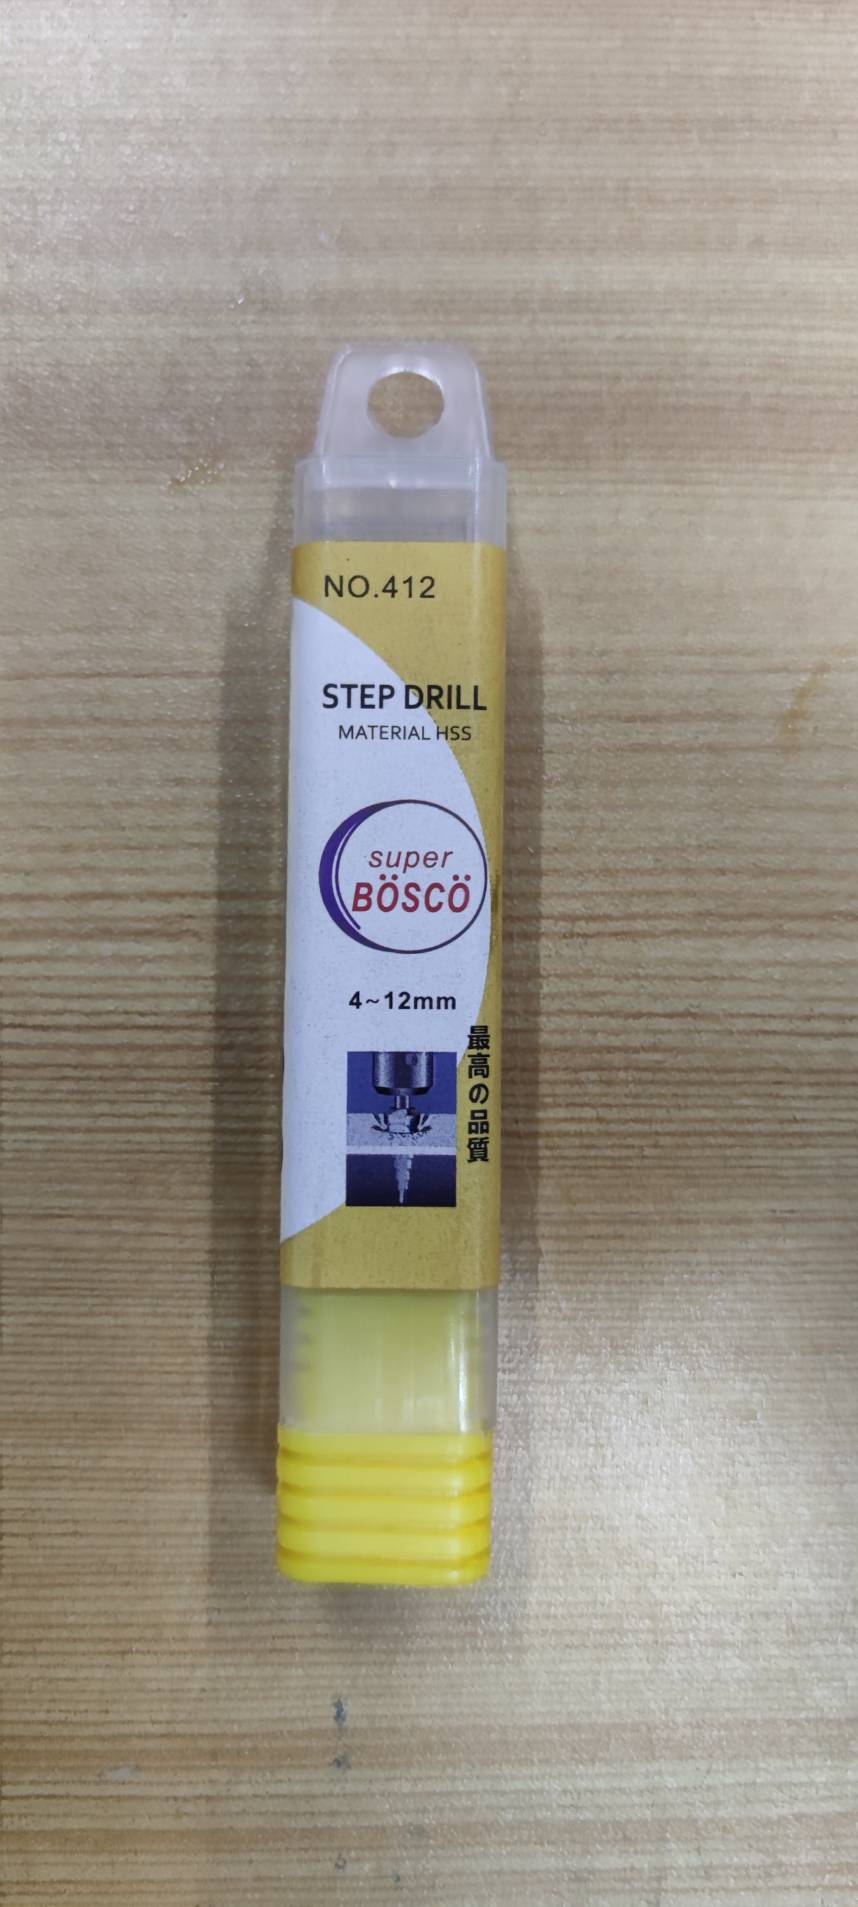 NO.412
STEP DRILL
MATERIAL HSS
super
BÖSCÖ
4~12mm
最高の品質